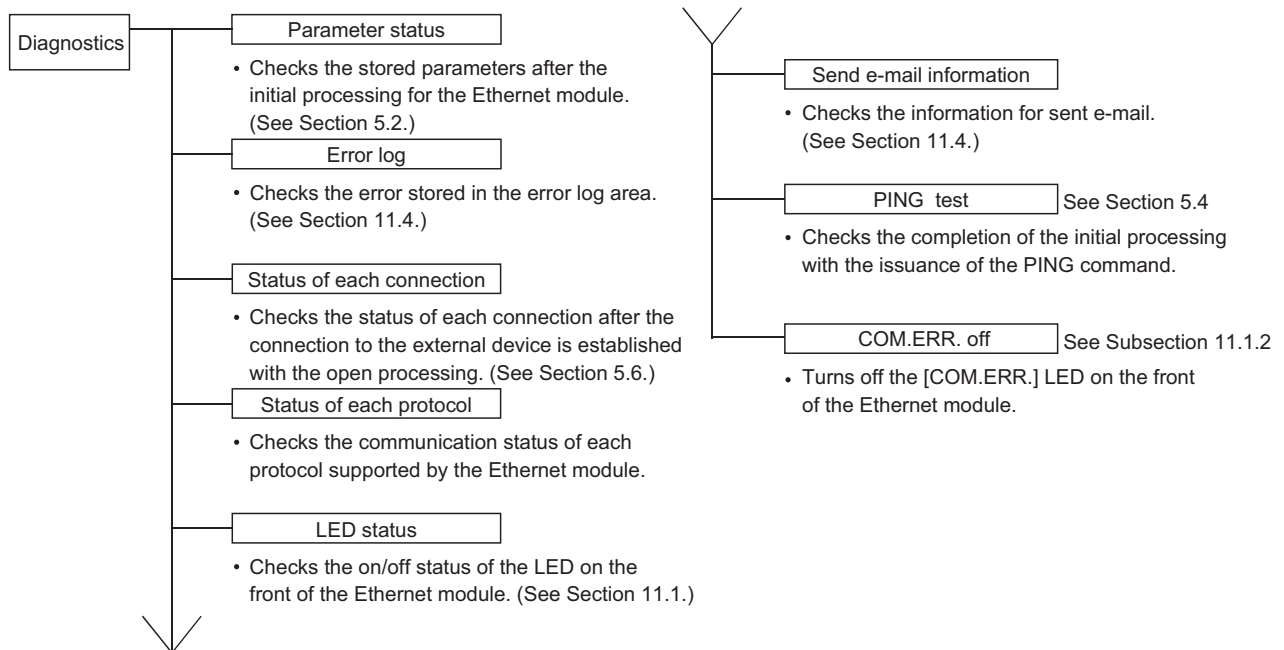 Diagnostics
Parameter status
• Checks the stored parameters after the
initial processing for the Ethernet module.
(See Section 5.2.)
Error log
• Checks the error stored in the error log area.
(See Section 11.4.)
Status of each connection
• Checks the status of each connection after the
connection to the external device is established
with the open processing. (See Section 5.6.)
Status of each protocol
• Checks the communication status of each
protocol supported by the Ethernet module.
LED status
• Checks the on/off status of the LED on the
front of the Ethernet module. (See Section 11.1.)
Send e-mail information
• Checks the information for sent e-mail.
(See Section 11.4.)
PING test See Section 5.4
• Checks the completion of the initial processing
with the issuance of the PING command.
COM.ERR. off See Subsection 11.1.2
• Turns off the [COM.ERR.] LED on the front
of the Ethernet module.